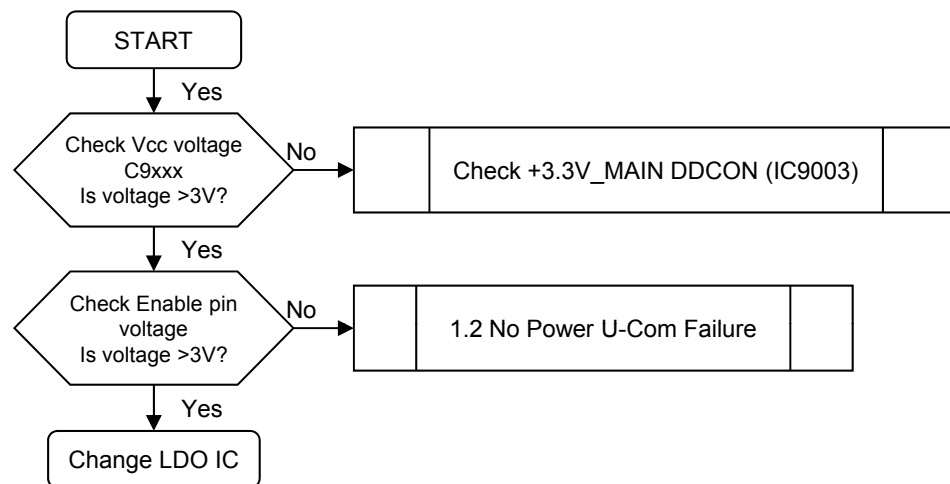 START
Yes
Check Vcc voltage
C9xxx
Is voltage >3V?
No
Check +3.3V_MAIN DDCON (IC9003)
Yes
Check Enable pin
voltage
Is voltage >3V?
No
1.2 No Power U-Com Failure
Yes
Change LDO IC